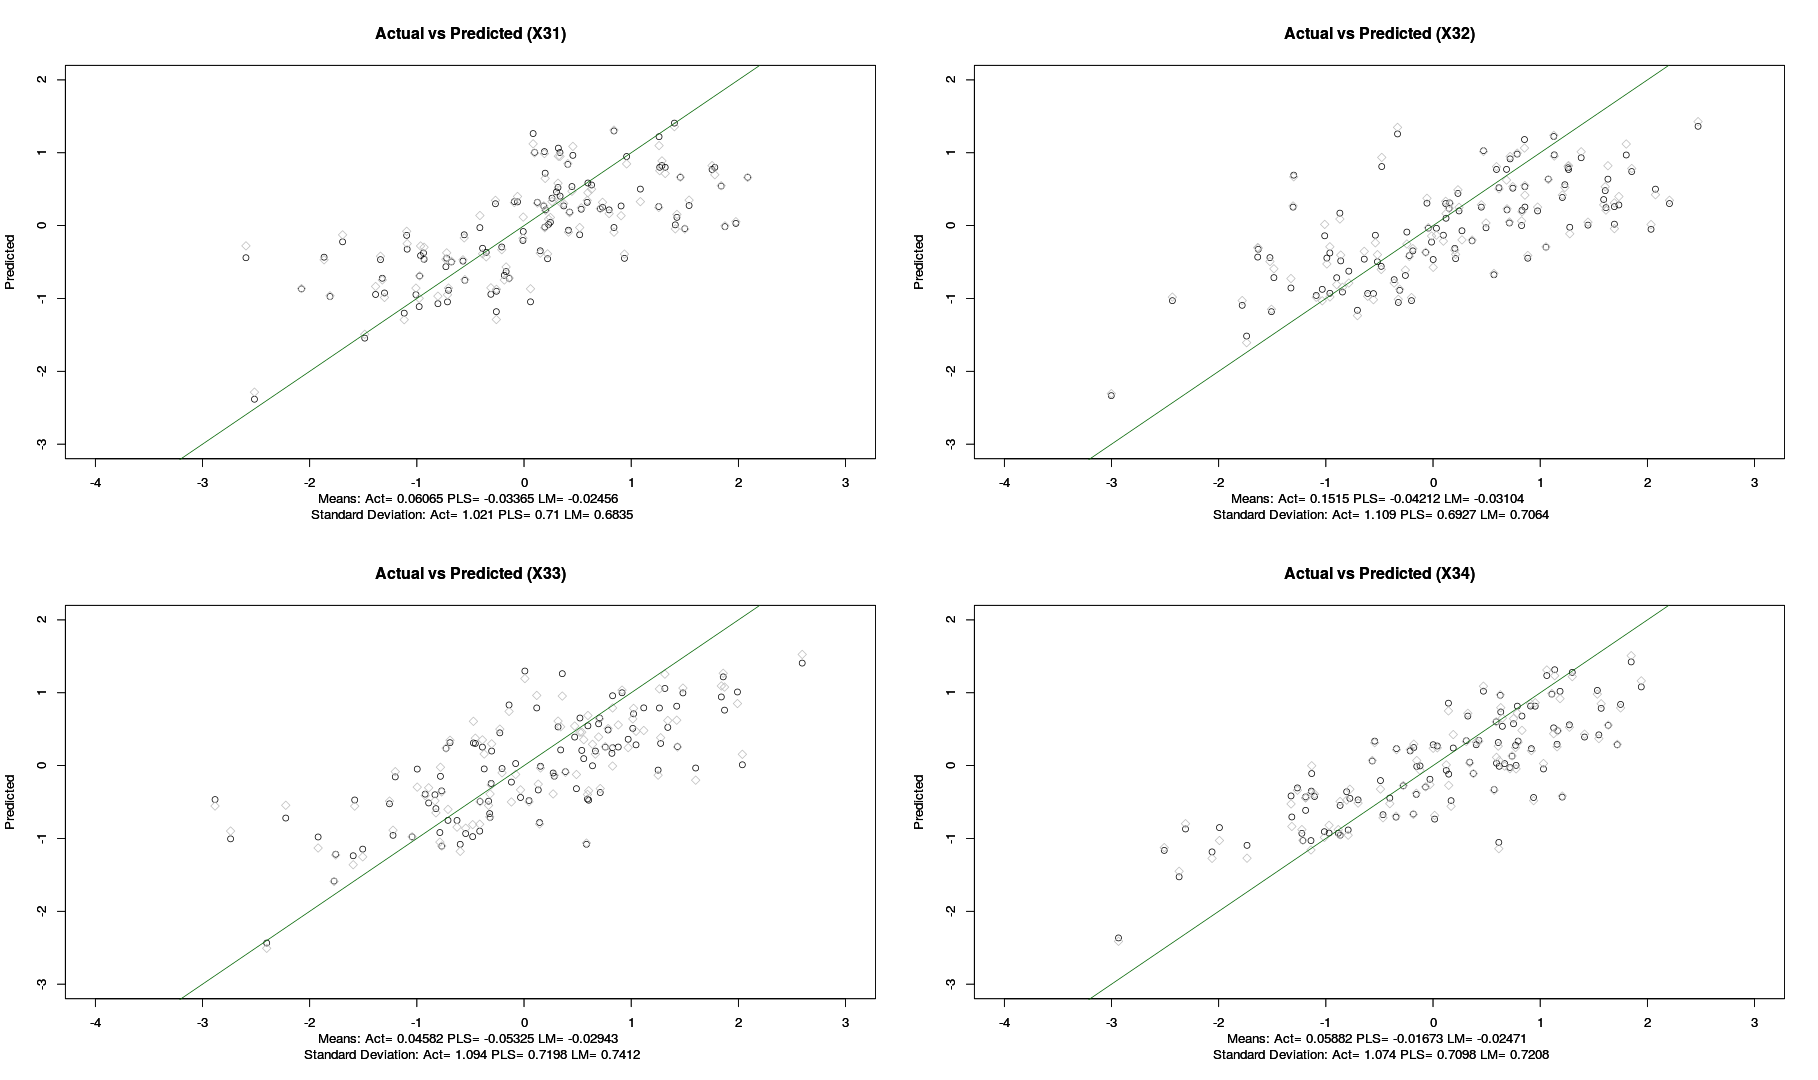 Actual vs Predicted (X31)
Predicted
2
1
0
-1
-2
-3
-4 -3 -2 -1 0 1 2 3
Means: Act= 0.06065 PLS= -0.03365 LM= -0.02456
Standard Deviation: Act= 1.021 PLS= 0.71 LM= 0.6835
Actual vs Predicted (X32)
Predicted
2
1
0
-1
-2
-3
-4 -3 -2 -1 0 1 2 3
Means: Act= 0.1515 PLS= -0.04212 LM= -0.03104
Standard Deviation: Act= 1.109 PLS= 0.6927 LM= 0.7064
Actual vs Predicted (X33)
Predicted
2
1
0
-1
-2
-3
-4 -3 -2 -1 0 1 2 3
Means: Act= 0.04582 PLS= -0.05325 LM= -0.02943
Standard Deviation: Act= 1.094 PLS= 0.7198 LM= 0.7412
Actual vs Predicted (X34)
Predicted
2
1
0
-1
-2
-3
-4 -3 -2 -1 0 1 2 3
Means: Act= 0.05882 PLS= -0.01673 LM= -0.02471
Standard Deviation: Act= 1.074 PLS= 0.7098 LM= 0.7208